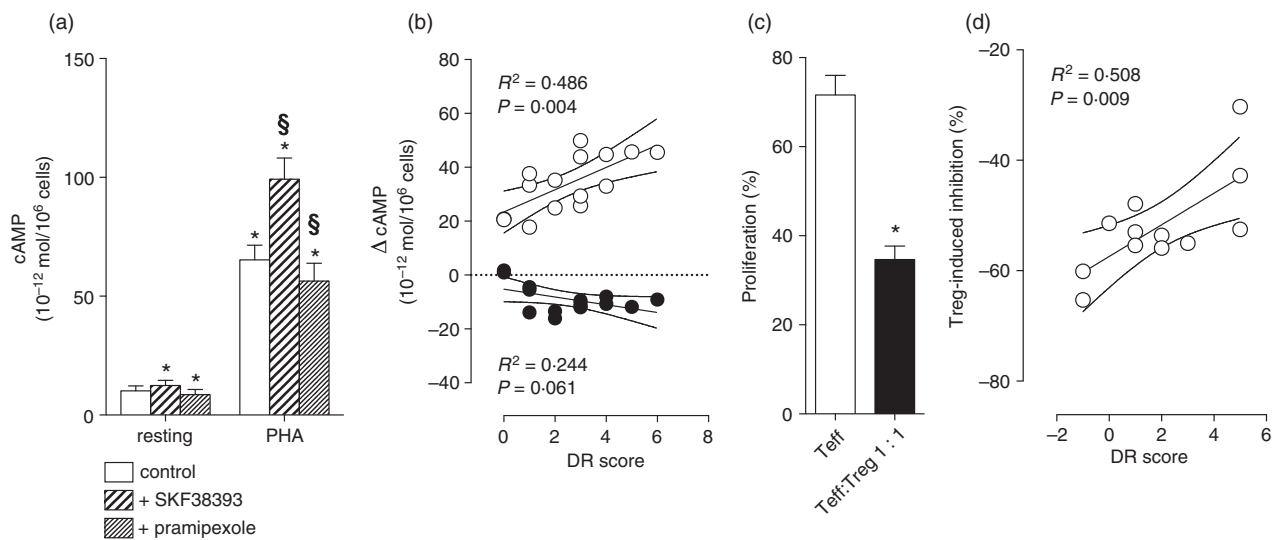 (a)
150
100
50
0
cAMP
(10⁻¹² mol/10⁶ cells)
*
*
*
§
*
§
*
resting
PHA
control
+ SKF38393
+ pramipexole
(b)
80
60
40
20
0
−20
−40
Δ cAMP
(10⁻¹² mol/10⁶ cells)
R² = 0·486
P = 0·004
R² = 0·244
P = 0·061
0
2
4
6
8
DR score
(c)
80
60
40
22
0
Proliferation (%)
*
Teff
Teff:Treg 1 : 1
(d)
−20
−40
−60
−80
Treg-induced inhibition (%)
R² = 0·508
P = 0·009
−2
0
2
4
6
DR score